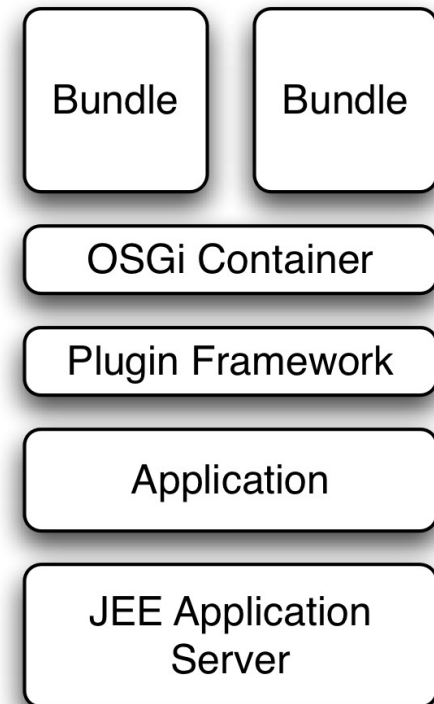 Bundle
Bundle
OSGi Container
Plugin Framework
Application
JEE Application
Server